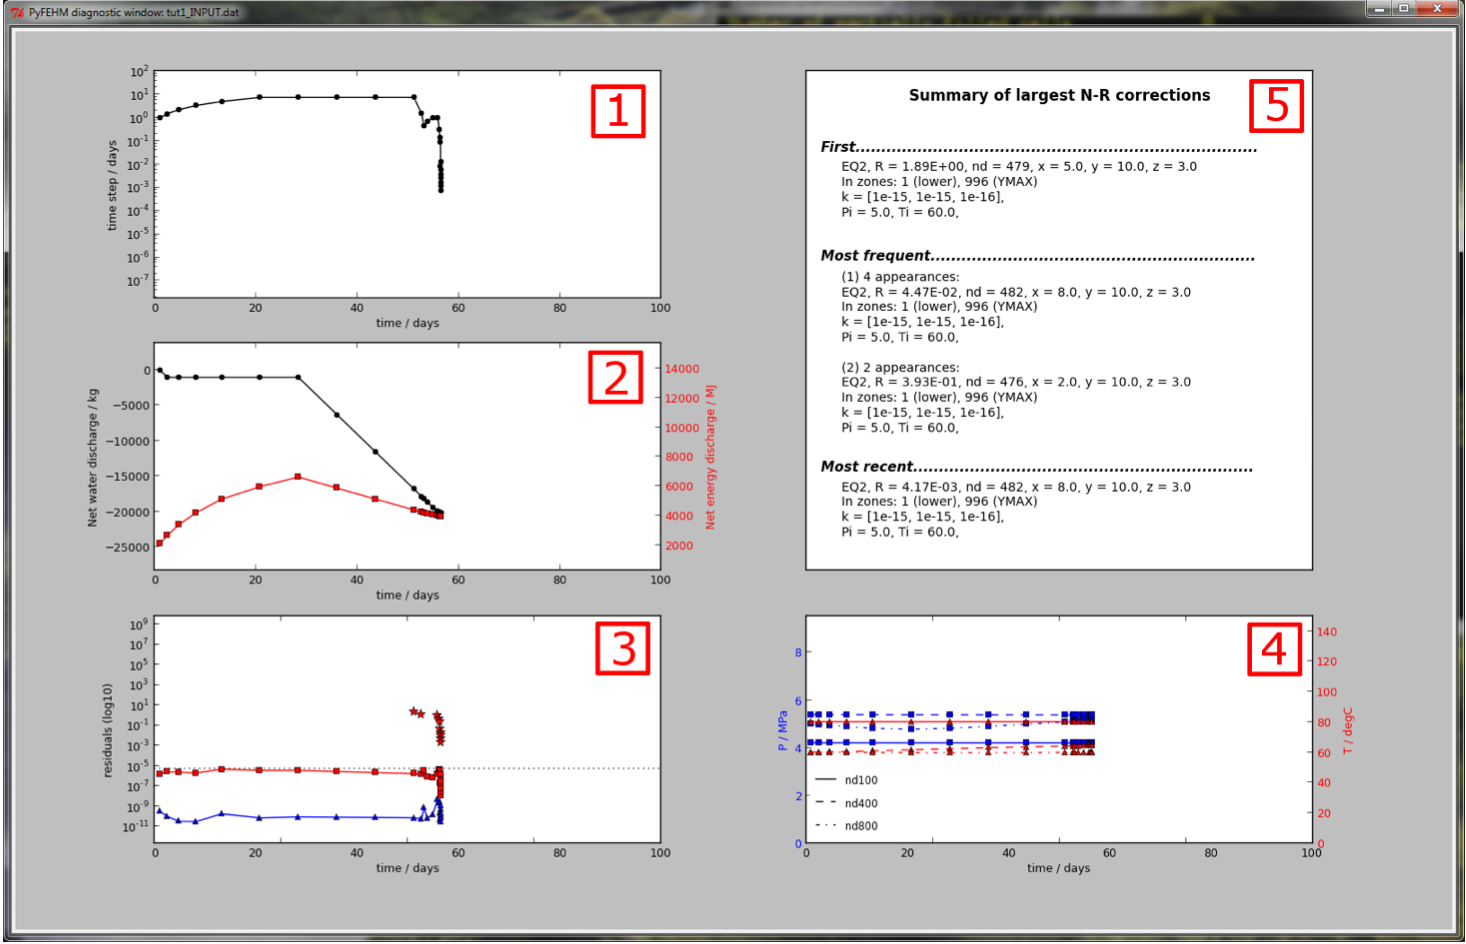 PyFEHM diagnostic window: tut1_INPUT.dat
1
10^2
10^1
10^0
10^-1
10^-2
10^-3
10^-4
10^-5
10^-6
10^-7
time step / days
0 20 40 60 80 100
time / days
2
0
−5000
−10000
−15000
−20000
−25000
Net water discharge / kg
14000
12000
10000
8000
6000
4000
2000
Net energy discharge / MJ
0 20 40 60 80 100
time / days
3
10^9
10^7
10^5
10^3
10^1
10^-1
10^-3
10^-5
10^-7
10^-9
10^-11
residuals (log10)
0 20 40 60 80 100
time / days
5
Summary of largest N-R corrections
First..........................................................................
EQ2, R = 1.89E+00, nd = 479, x = 5.0, y = 10.0, z = 3.0
In zones: 1 (lower), 996 (YMAX)
k = [1e-15, 1e-15, 1e-16],
Pi = 5.0, Ti = 60.0,
Most frequent............................................................
(1) 4 appearances:
EQ2, R = 4.47E-02, nd = 482, x = 8.0, y = 10.0, z = 3.0
In zones: 1 (lower), 996 (YMAX)
k = [1e-15, 1e-15, 1e-16],
Pi = 5.0, Ti = 60.0,
(2) 2 appearances:
EQ2, R = 3.93E-01, nd = 476, x = 2.0, y = 10.0, z = 3.0
In zones: 1 (lower), 996 (YMAX)
k = [1e-15, 1e-15, 1e-16],
Pi = 5.0, Ti = 60.0,
Most recent...............................................................
EQ2, R = 4.17E-03, nd = 482, x = 8.0, y = 10.0, z = 3.0
In zones: 1 (lower), 996 (YMAX)
k = [1e-15, 1e-15, 1e-16],
Pi = 5.0, Ti = 60.0,
4
8
6
4
2
0
P / MPa
nd100
nd400
nd800
140
120
100
80
60
40
20
0
T / degC
0 20 40 60 80 100
time / days